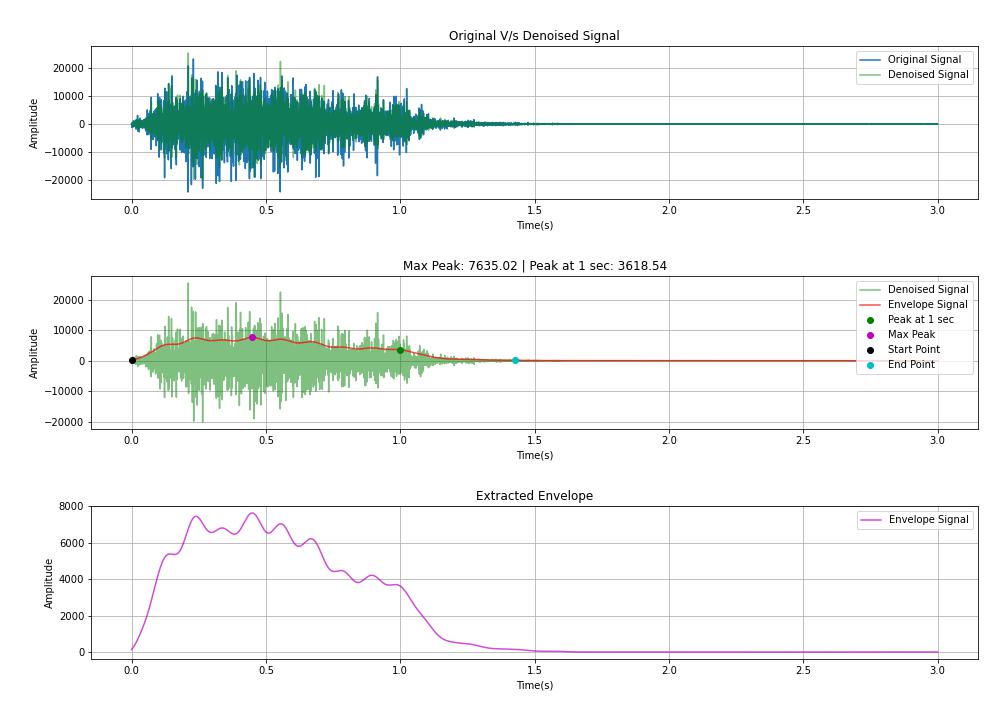 Original V/s Denoised Signal
Original Signal
Denoised Signal
20000
10000
0
−10000
−20000
Amplitude
0.0 0.5 1.0 1.5 2.0 2.5 3.0
Time(s)
Max Peak: 7635.02 | Peak at 1 sec: 3618.54
Denoised Signal
Envelope Signal
Peak at 1 sec
Max Peak
Start Point
End Point
20000
10000
0
−10000
−20000
Amplitude
0.0 0.5 1.0 1.5 2.0 2.5 3.0
Time(s)
Extracted Envelope
Envelope Signal
8000
6000
4000
2000
0
Amplitude
0.0 0.5 1.0 1.5 2.0 2.5 3.0
Time(s)